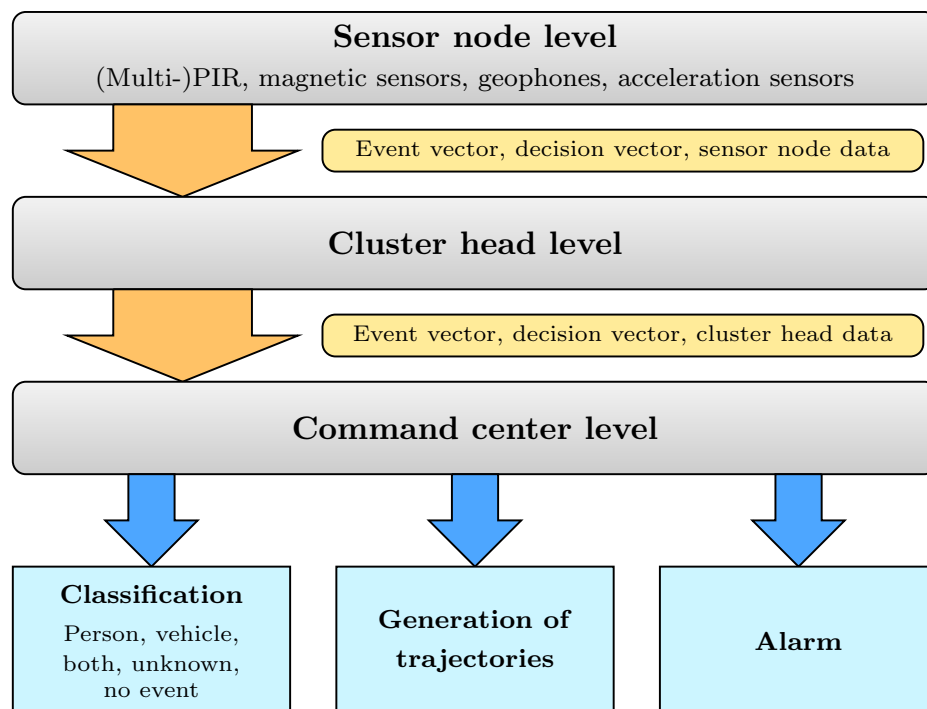 Sensor node level
(Multi-)PIR, magnetic sensors, geophones, acceleration sensors
Event vector, decision vector, sensor node data
Cluster head level
Event vector, decision vector, cluster head data
Command center level
Classification
Person, vehicle,
both, unknown,
no event
Generation of
trajectories
Alarm